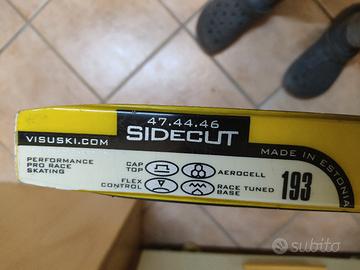 47.44.46
VISUSKI.COM
SIDECUT
MADE IN ESTONIA
PERFORMANCE
PRO RACE
SKATING
CAP
TOP
AEROCELL
FLEX
CONTROL
RACE TUNED
BASE
193
subito